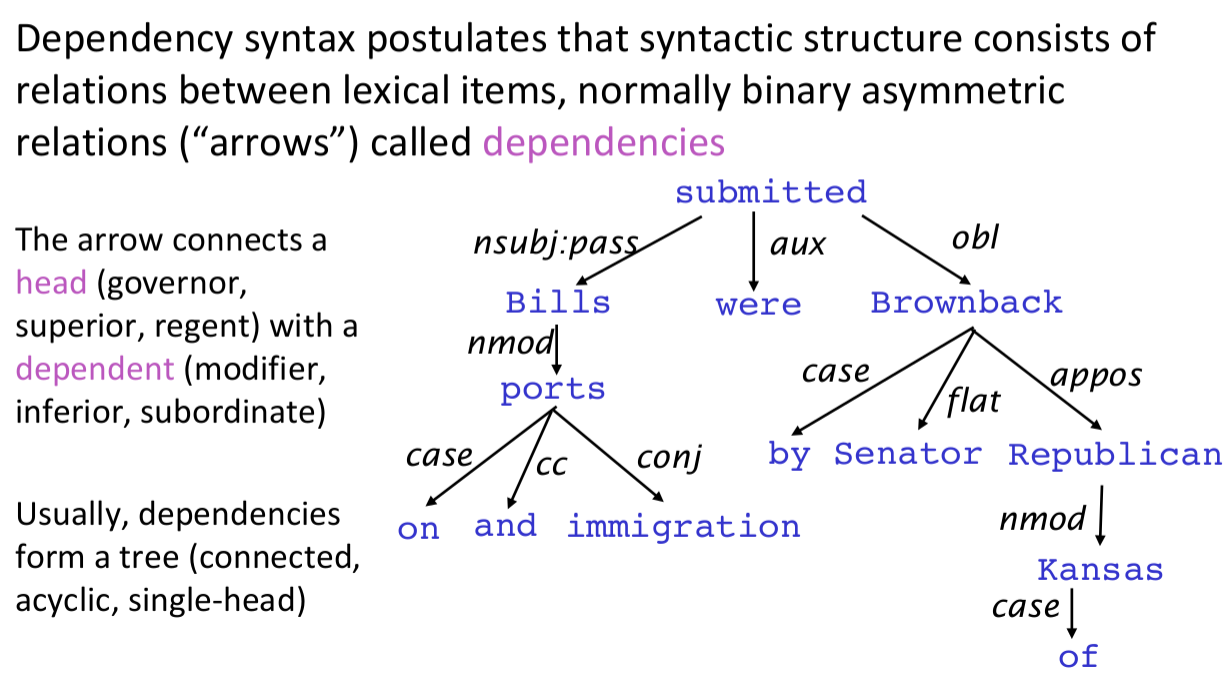 Dependency syntax postulates that syntactic structure consists of
relations between lexical items, normally binary asymmetric
relations (“arrows”) called dependencies
submitted
nsubj:pass aux obl
The arrow connects a
head (governor,
superior, regent) with a
dependent (modifier,
inferior, subordinate)
Bills were Brownback
nmod
ports
case flat appos
case cc conj
by Senator Republican
on and immigration
nmod
Kansas
case
of
Usually, dependencies
form a tree (connected,
acyclic, single-head)